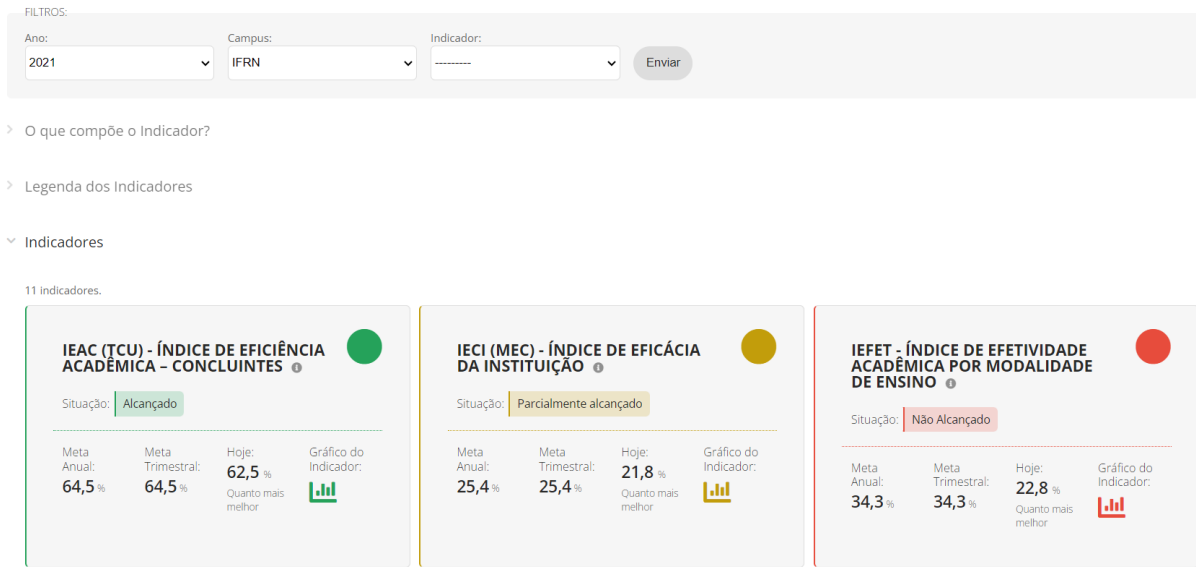 FILTROS:
Ano:
Campus:
Indicador:
2021
IFRN
---------
Enviar
O que compõe o Indicador?
Legenda dos Indicadores
Indicadores
11 indicadores.
IEAC (TCU) - ÍNDICE DE EFICIÊNCIA
ACADÊMICA – CONCLUINTES
Situação: Alcançado
Meta
Anual:
64,5 %
Meta
Trimestral:
64,5 %
Hoje:
62,5 %
Quanto mais
melhor
Gráfico do
Indicador:
IECI (MEC) - ÍNDICE DE EFICÁCIA
DA INSTITUIÇÃO
Situação: Parcialmente alcançado
Meta
Anual:
25,4 %
Meta
Trimestral:
25,4 %
Hoje:
21,8 %
Quanto mais
melhor
Gráfico do
Indicador:
IEFET - ÍNDICE DE EFETIVIDADE
ACADÊMICA POR MODALIDADE
DE ENSINO
Situação: Não Alcançado
Meta
Anual:
34,3 %
Meta
Trimestral:
34,3 %
Hoje:
22,8 %
Quanto mais
melhor
Gráfico do
Indicador: